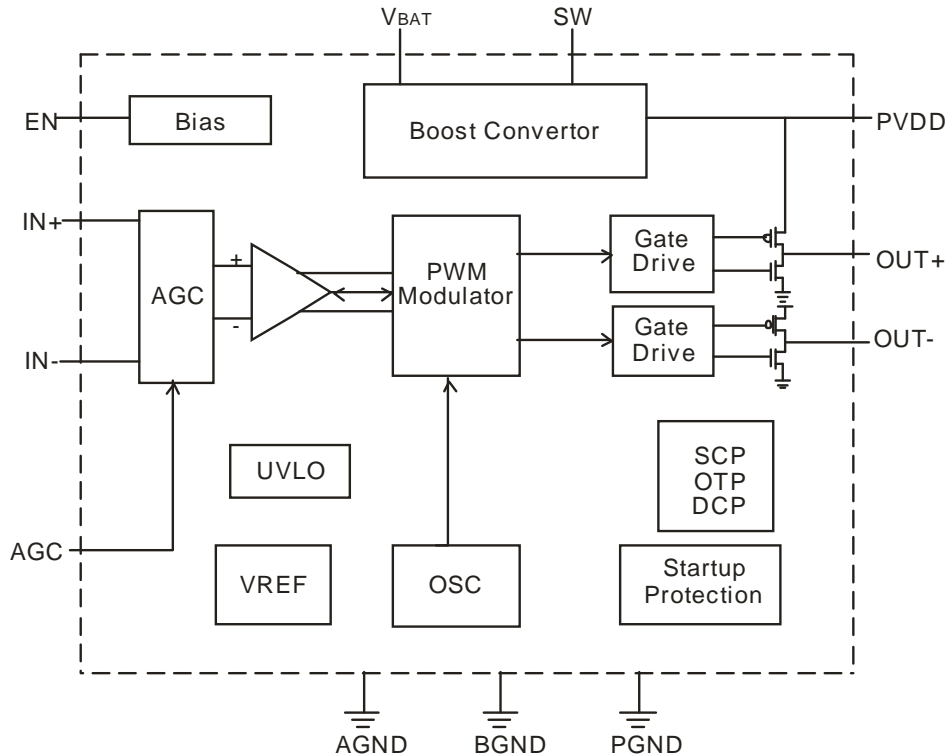 VBAT
SW
EN
Bias
Boost Convertor
PVDD
IN+
AGC
+
-
PWM
Modulator
Gate
Drive
OUT+
Gate
Drive
OUT-
IN-
UVLO
SCP
OTP
DCP
AGC
VREF
OSC
Startup
Protection
AGND
BGND
PGND